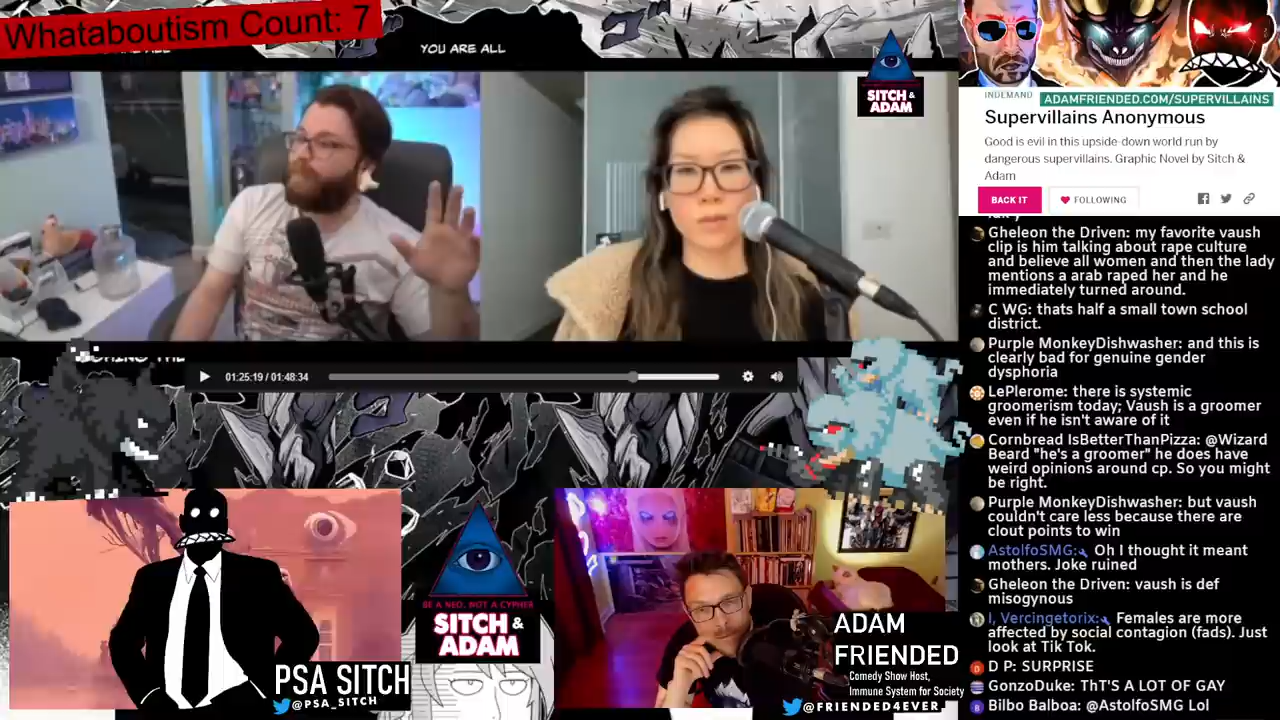 Whataboutism Count: 7
YOU ARE ALL
SITCH &
ADAM
INDEMAND
ADAMFRIENDED.COM/SUPERVILLAINS
Supervillains Anonymous
Good is evil in this upside-down world run by
dangerous supervillains. Graphic Novel by Sitch &
Adam
BACK IT
FOLLOWING
Gheleon the Driven: my favorite vaush
clip is him talking about rape culture
and believe all women and then the lady
mentions a arab raped her and he
immediately turned around.
C WG: thats half a small town school
district.
Purple MonkeyDishwasher: and this is
clearly bad for genuine gender
dysphoria
LePlerome: there is systemic
groomerism today; Vaush is a groomer
even if he isn't aware of it
Cornbread IsBetterThanPizza: @Wizard
Beard "he's a groomer" he does have
weird opinions around cp. So you might
be right.
Purple MonkeyDishwasher: but vaush
couldn't care less because there are
clout points to win
AstolfoSMG: Oh I thought it meant
mothers. Joke ruined
Gheleon the Driven: vaush is def
misogynous
I, Vercingetorix: Females are more
affected by social contagion (fads). Just
look at Tik Tok.
D P: SURPRISE
GonzoDuke: ThT'S A LOT OF GAY
Bilbo Balboa: @AstolfoSMG Lol
01:25:19 / 01:48:34
BE A NEO, NOT A CYPHER
SITCH &
ADAM
PSA SITCH
@PSA_SITCH
ADAM
FRIENDED
Comedy Show Host,
Immune System for Society
@FRIENDED4EVER